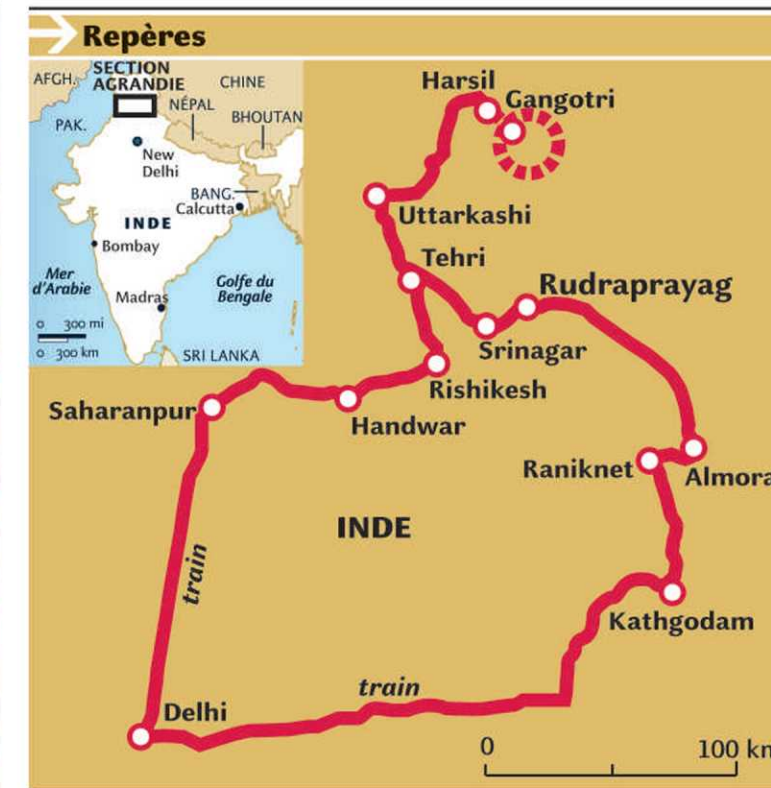 Repères
AFGH.
SECTION
AGRANDIE
CHINE
NÉPAL
PAK.
BHOUTAN
New
Delhi
BANG.
Calcutta
INDE
Bombay
Mer
d'Arabie
Golfe du
Bengale
Madras
0 300 mi
0 300 km
SRI LANKA
Harsil
Gangotri
Uttarkashi
Tehri
Rudraprayag
Srinagar
Rishikesh
Saharanpur
Handwar
Raniknet
Almora
INDE
train
Kathgodam
train
Delhi
0 100 km